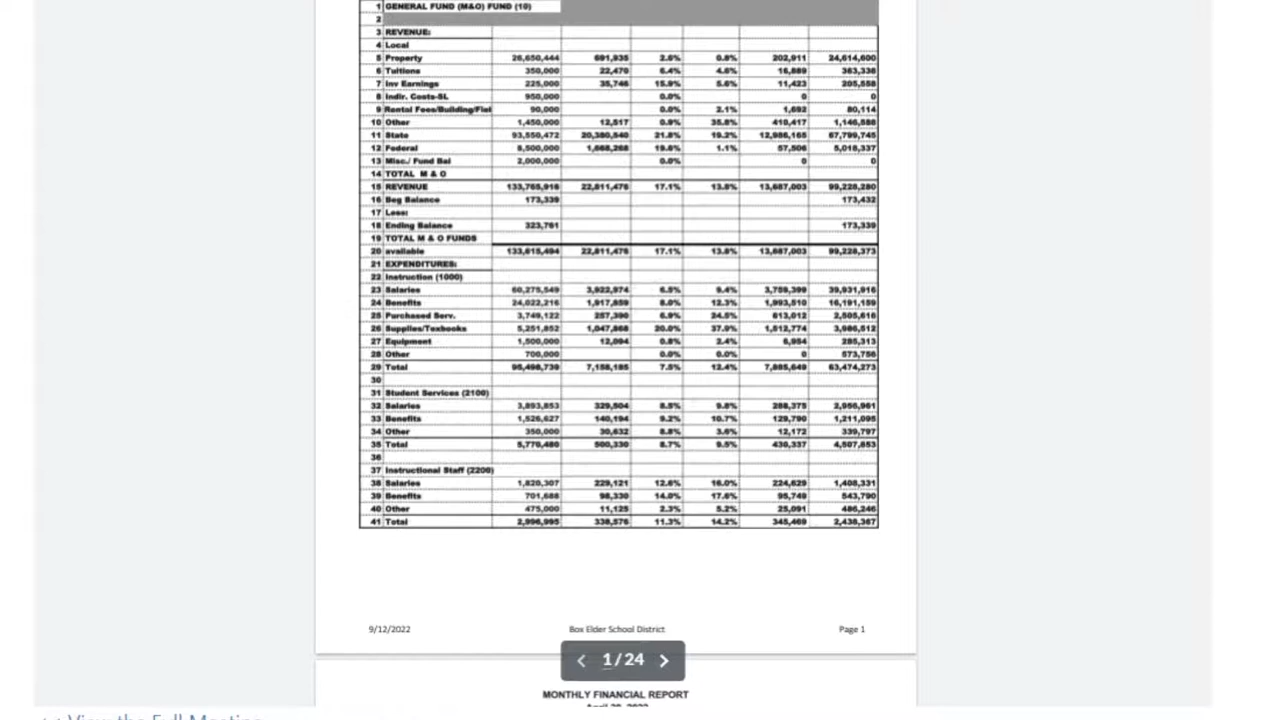 1 GENERAL FUND (M&O) FUND (10)
2
3 REVENUE:
4 Local
5 Property 26,650,444 691,935 2.6% 0.8% 202,911 24,614,600
6 Tuitions 350,000 22,470 6.4% 4.6% 16,889 363,336
7 Inv Earnings 225,000 35,746 15.9% 5.6% 11,423 205,558
8 Indir. Costs-SL 950,000 0.0% 0 0
9 Rental Fees/Building/Fiel 90,000 0.0% 2.1% 1,692 80,114
10 Other 1,450,000 12,517 0.9% 35.8% 410,417 1,146,588
11 State 93,550,472 20,380,540 21.8% 19.2% 12,986,165 67,799,745
12 Federal 8,500,000 1,668,268 19.6% 1.1% 57,506 5,018,337
13 Misc./ Fund Bal 2,000,000 0.0% 0 0
14 TOTAL M & O
15 REVENUE 133,765,916 22,811,476 17.1% 13.8% 13,687,003 99,228,280
16 Beg Balance 173,339 173,432
17 Less:
18 Ending Balance 323,761 173,339
19 TOTAL M & O FUNDS
20 available 133,615,494 22,811,476 17.1% 13.8% 13,687,003 99,228,373
21 EXPENDITURES:
22 Instruction (1000)
23 Salaries 60,275,549 3,922,974 6.5% 9.4% 3,759,399 39,931,916
24 Benefits 24,022,216 1,917,859 8.0% 12.3% 1,993,510 16,191,159
25 Purchased Serv. 3,749,122 257,390 6.9% 24.5% 613,012 2,505,616
26 Supplies/Texbooks 5,251,852 1,047,868 20.0% 37.9% 1,512,774 3,986,512
27 Equipment 1,500,000 12,094 0.8% 2.4% 6,954 285,313
28 Other 700,000 0.0% 0.0% 0 573,756
29 Total 95,498,739 7,158,185 7.5% 12.4% 7,885,649 63,474,273
30
31 Student Services (2100)
32 Salaries 3,893,853 329,504 8.5% 9.8% 288,375 2,956,961
33 Benefits 1,526,627 140,194 9.2% 10.7% 129,790 1,211,095
34 Other 350,000 30,632 8.8% 3.6% 12,172 339,797
35 Total 5,770,480 500,330 8.7% 9.5% 430,337 4,507,853
36
37 Instructional Staff (2200)
38 Salaries 1,820,307 229,121 12.6% 16.0% 224,629 1,408,331
39 Benefits 701,688 98,330 14.0% 17.6% 95,749 543,790
40 Other 475,000 11,125 2.3% 5.2% 25,091 486,246
41 Total 2,996,995 338,576 11.3% 14.2% 345,469 2,438,367
9/12/2022 Box Elder School District Page 1
1 / 24
MONTHLY FINANCIAL REPORT
View the Full Meeting